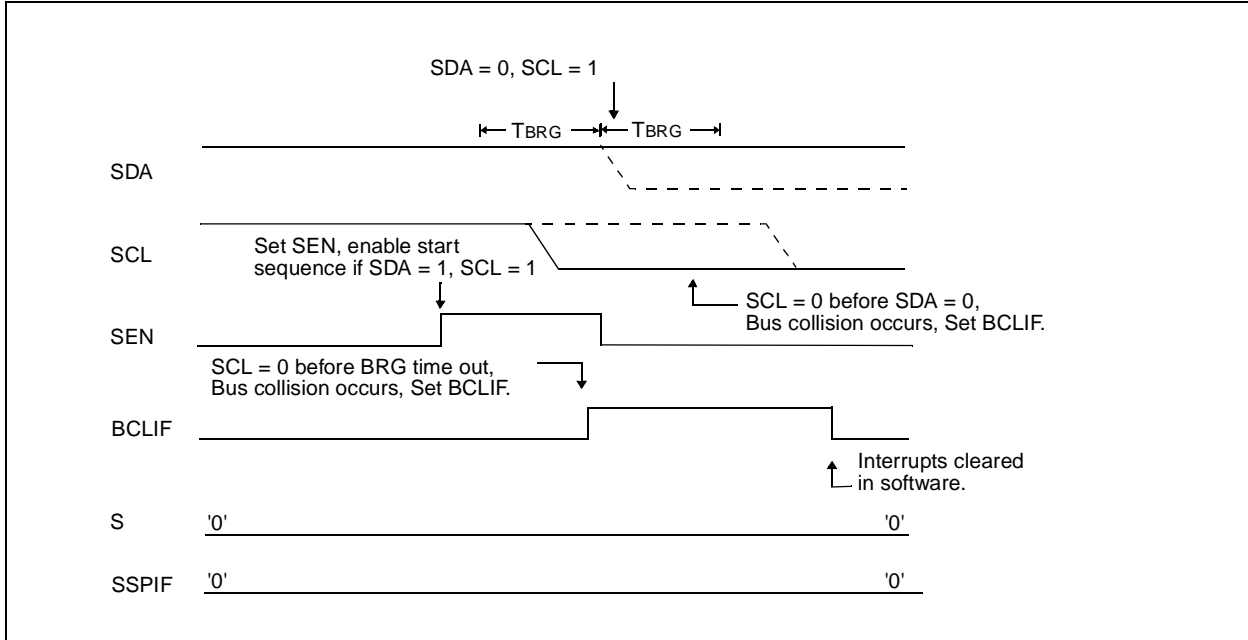 SDA = 0, SCL = 1
TBRG TBRG
SDA
SCL
Set SEN, enable start
sequence if SDA = 1, SCL = 1
SCL = 0 before SDA = 0,
Bus collision occurs, Set BCLIF.
SEN
SCL = 0 before BRG time out,
Bus collision occurs, Set BCLIF.
BCLIF
Interrupts cleared
in software.
S '0' '0'
SSPIF '0' '0'